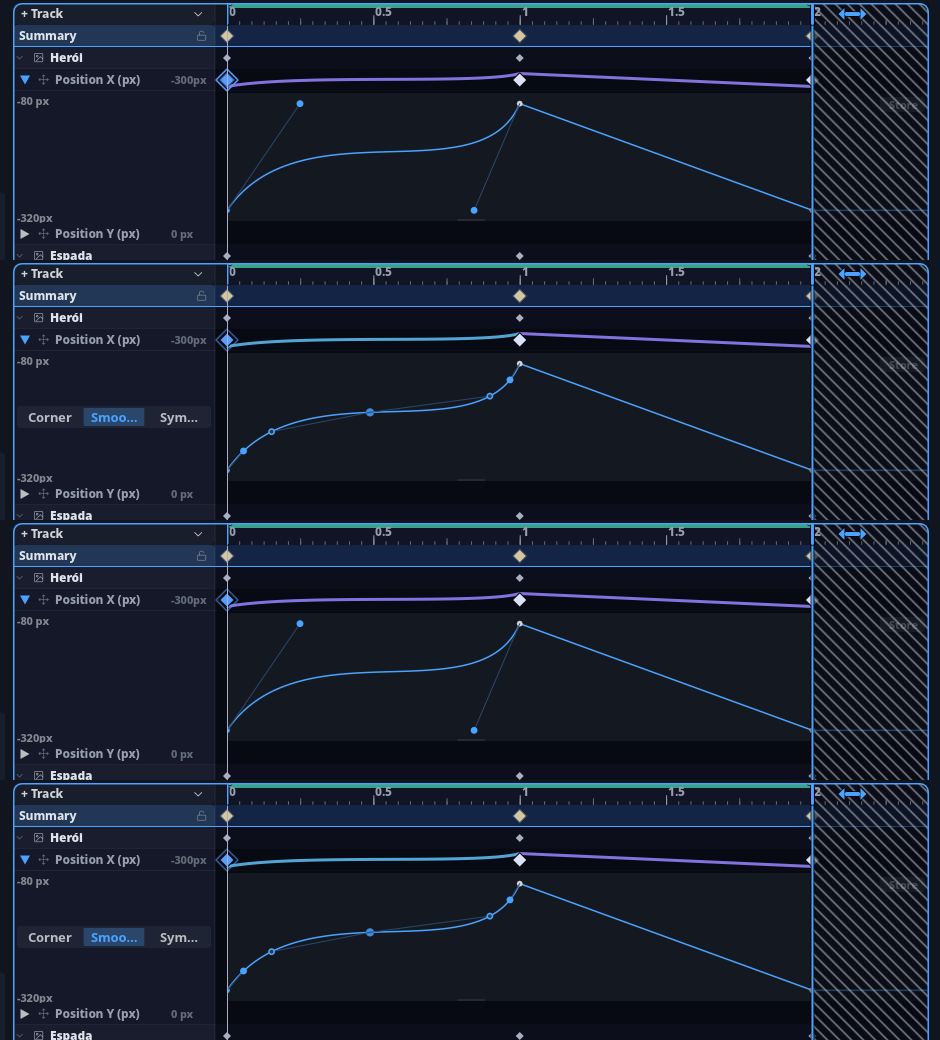 + Track 0 0.5 1 1.5 2
Summary
Heról
Position X (px) -300px
-80 px Store
-320px
Position Y (px) 0 px
Espada
+ Track 0 0.5 1 1.5 2
Summary
Heról
Position X (px) -300px
-80 px Store
Corner Smoo... Sym...
-320px
Position Y (px) 0 px
Espada
+ Track 0 0.5 1 1.5 2
Summary
Heról
Position X (px) -300px
-80 px Store
-320px
Position Y (px) 0 px
Espada
+ Track 0 0.5 1 1.5 2
Summary
Heról
Position X (px) -300px
-80 px Store
Corner Smoo... Sym...
-320px
Position Y (px) 0 px
Espada